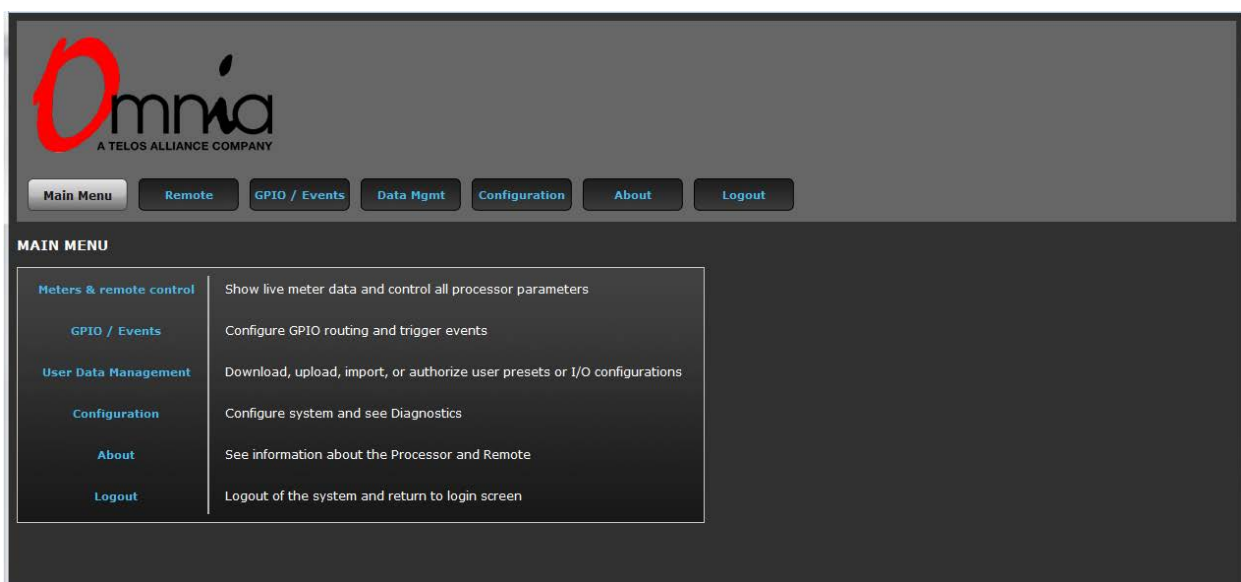 Omnia
A TELOS ALLIANCE COMPANY
Main Menu Remote GPIO / Events Data Mgmt Configuration About Logout
MAIN MENU
Meters & remote control Show live meter data and control all processor parameters
GPIO / Events Configure GPIO routing and trigger events
User Data Management Download, upload, import, or authorize user presets or I/O configurations
Configuration Configure system and see Diagnostics
About See information about the Processor and Remote
Logout Logout of the system and return to login screen